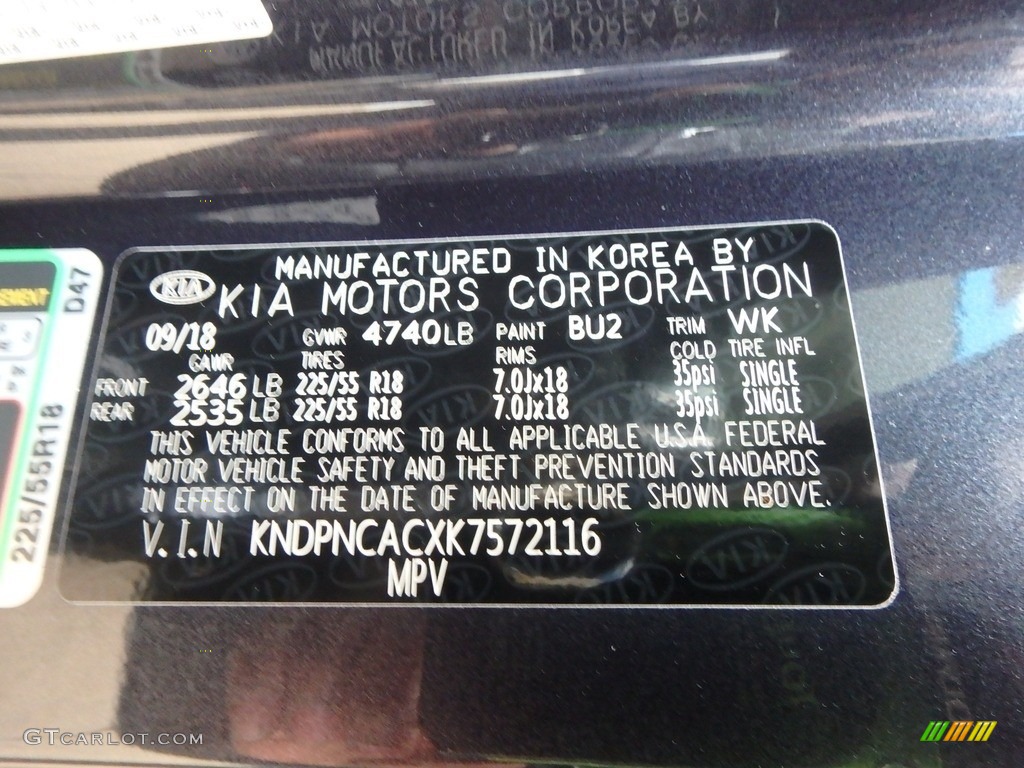 MANUFACTURED IN KOREA BY
KIA KIA MOTORS CORPORATION
09/18 GVWR 4740LB PAINT BU2 TRIM WK
GAWR TIRES RIMS COLD TIRE INFL
FRONT 2646 LB 225/55 R18 7.0Jx18 35psi SINGLE
REAR 2535 LB 225/55 R18 7.0Jx18 35psi SINGLE
THIS VEHICLE CONFORMS TO ALL APPLICABLE U.S.A. FEDERAL
MOTOR VEHICLE SAFETY AND THEFT PREVENTION STANDARDS
IN EFFECT ON THE DATE OF MANUFACTURE SHOWN ABOVE.
V.I.N KNDPNCACXK7572116
MPV
D47
225/55R18
GTCARLOT.COM